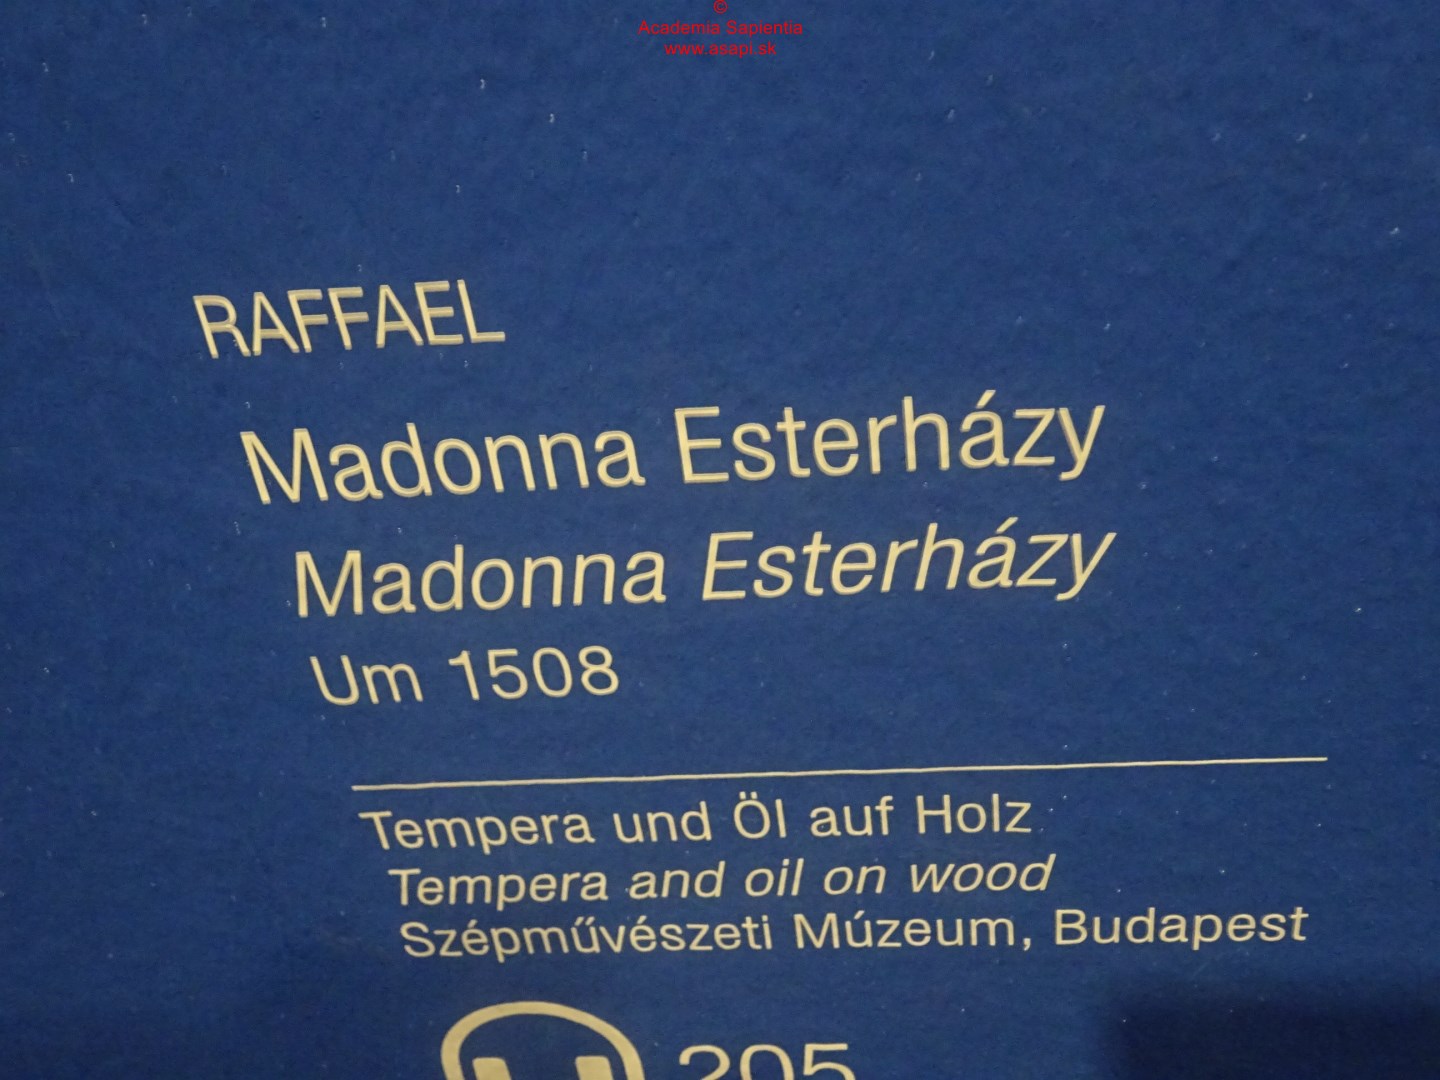 ©
Academia Sapientia
www.asapi.sk
RAFFAEL
Madonna Esterházy
Madonna Esterházy
Um 1508
Tempera und Öl auf Holz
Tempera and oil on wood
Szépművészeti Múzeum, Budapest
205